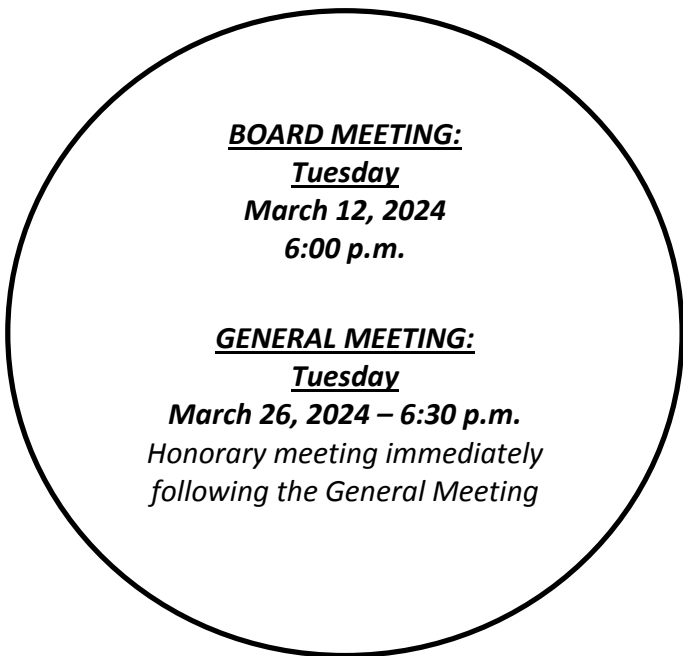 BOARD MEETING:
Tuesday
March 12, 2024
6:00 p.m.
GENERAL MEETING:
Tuesday
March 26, 2024 – 6:30 p.m.
Honorary meeting immediately
following the General Meeting